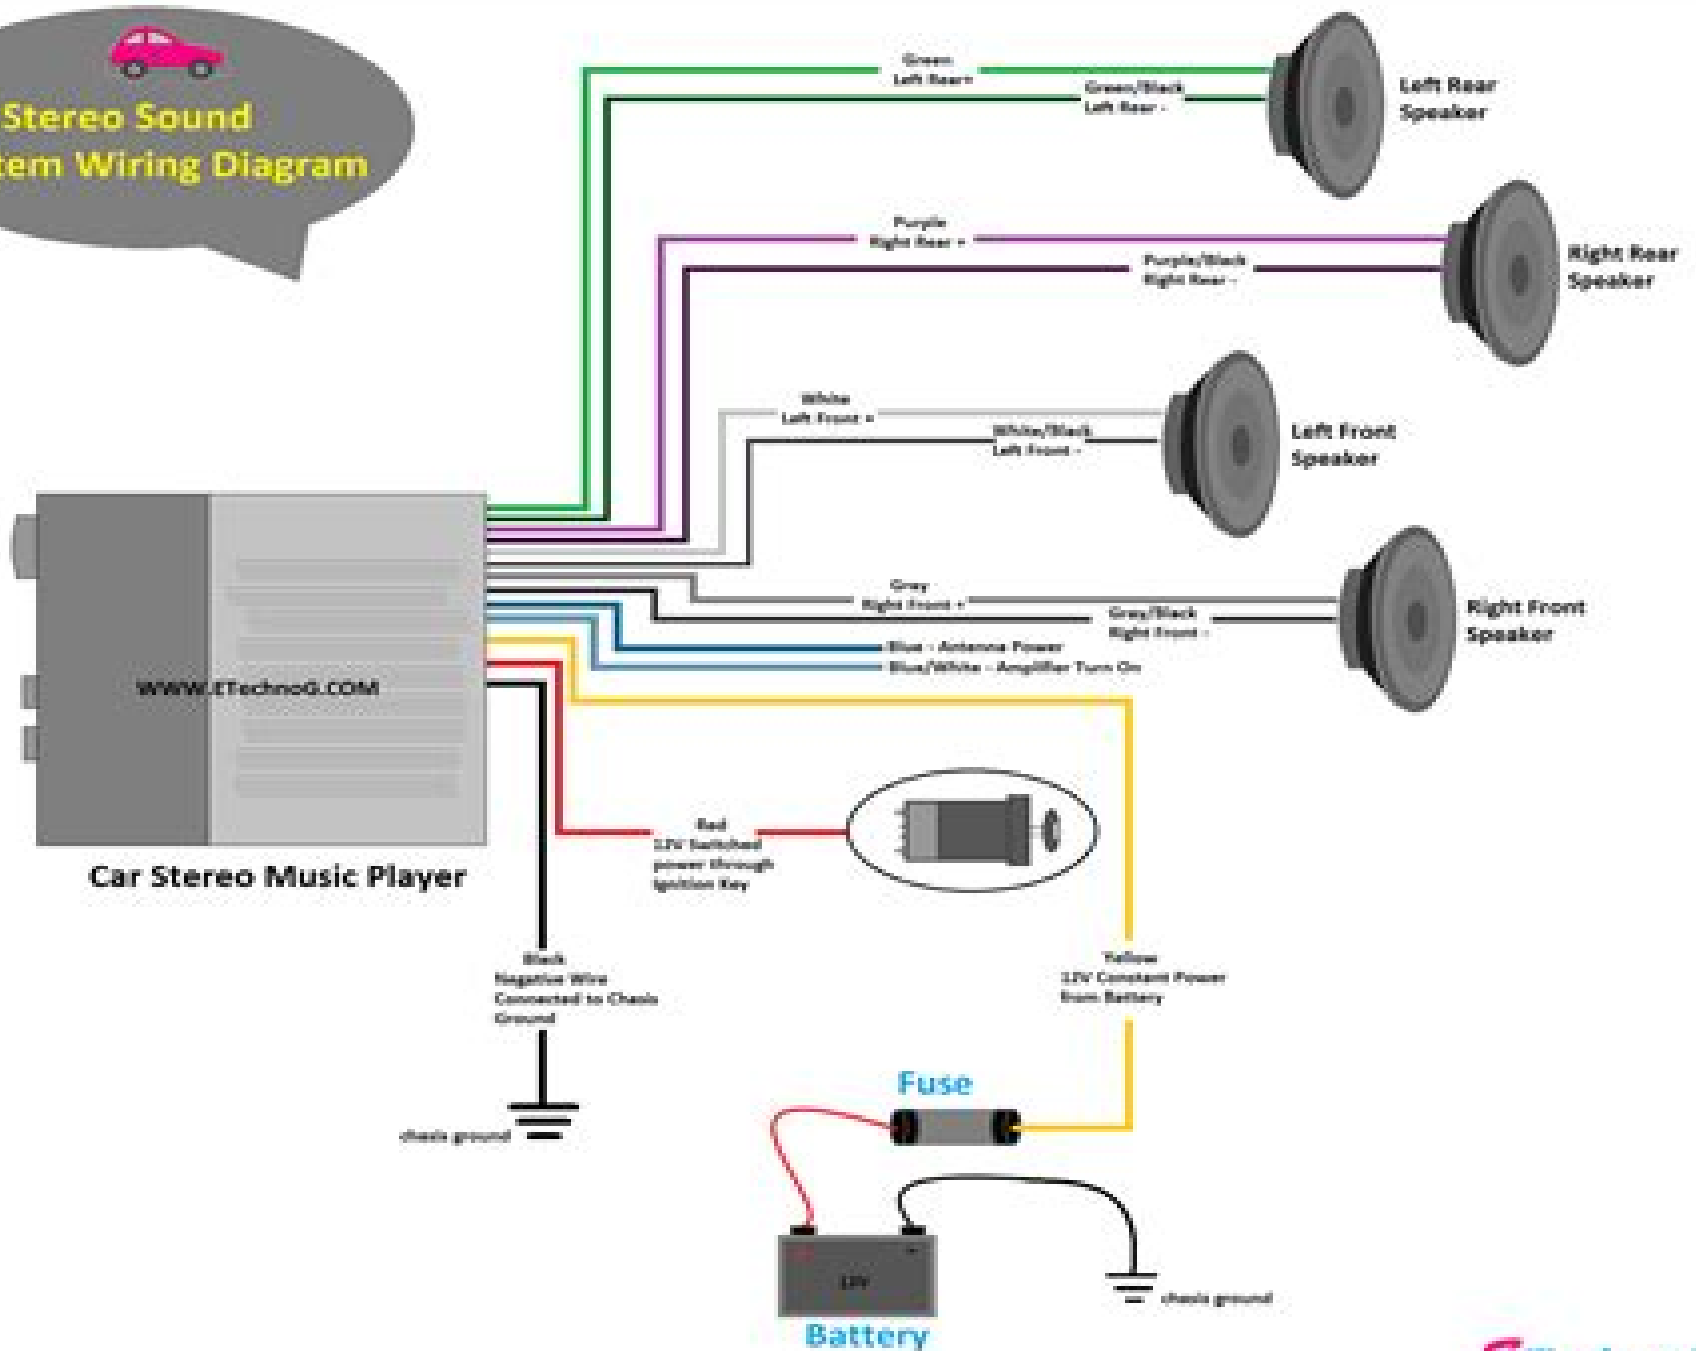 Stereo Sound
tem Wiring Diagram
Green
Left Rear+
Green/Black
Left Rear -
Left Rear
Speaker
Purple
Right Rear +
Purple/Black
Right Rear -
Right Rear
Speaker
White
Left Front +
White/Black
Left Front -
Left Front
Speaker
Gray
Right Front +
Gray/Black
Right Front -
Right Front
Speaker
Blue - Antenna Power
Blue/White - Amplifier Turn On
WWW.ETechnoG.COM
Car Stereo Music Player
Red
12V Switched
power through
Ignition Key
Black
Negative Wire
Connected to Chasis
Ground
chasis ground
Yellow
12V Constant Power
from Battery
Fuse
12V
Battery
chasis ground